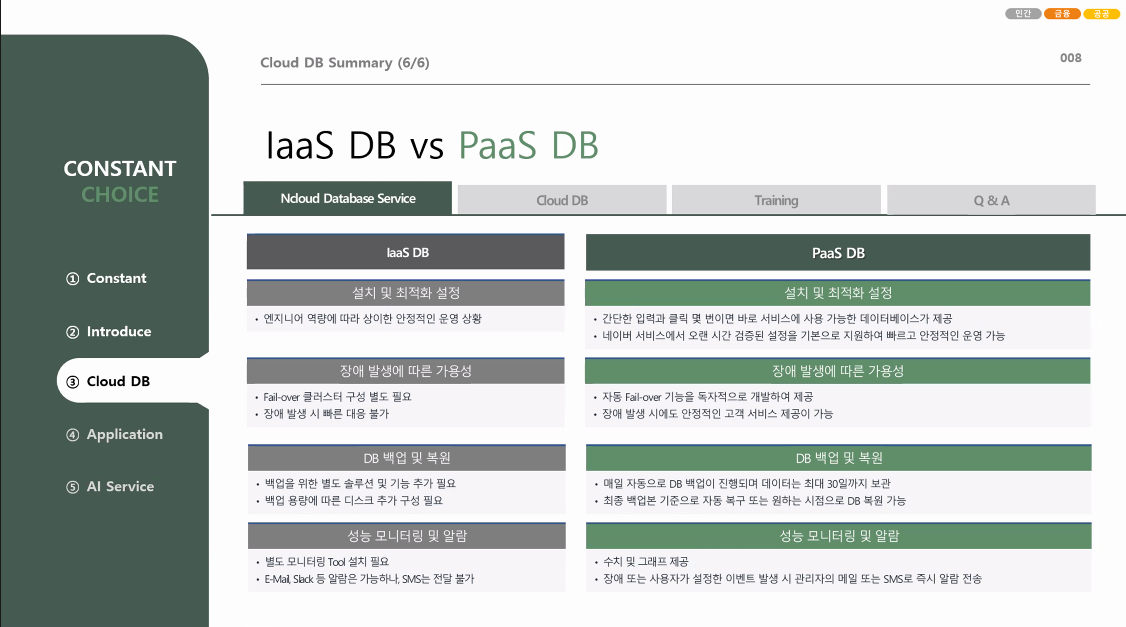 민간 금융 공공
Cloud DB Summary (6/6)
008
CONSTANT
CHOICE
① Constant
② Introduce
③ Cloud DB
④ Application
⑤ AI Service
IaaS DB vs PaaS DB
Ncloud Database Service
Cloud DB
Training
Q & A
IaaS DB
설치 및 최적화 설정
• 엔지니어 역량에 따라 상이한 안정적인 운영 상황
장애 발생에 따른 가용성
• Fail-over 클러스터 구성 별도 필요
• 장애 발생 시 빠른 대응 불가
DB 백업 및 복원
• 백업을 위한 별도 솔루션 및 기능 추가 필요
• 백업 용량에 따른 디스크 추가 구성 필요
성능 모니터링 및 알람
• 별도 모니터링 Tool 설치 필요
• E-Mail, Slack 등 알람은 가능하나, SMS는 전달 불가
PaaS DB
설치 및 최적화 설정
• 간단한 입력과 클릭 몇 번이면 바로 서비스에 사용 가능한 데이터베이스가 제공
• 네이버 서비스에서 오랜 시간 검증된 설정을 기본으로 지원하여 빠르고 안정적인 운영 가능
장애 발생에 따른 가용성
• 자동 Fail-over 기능을 독자적으로 개발하여 제공
• 장애 발생 시에도 안정적인 고객 서비스 제공이 가능
DB 백업 및 복원
• 매일 자동으로 DB 백업이 진행되며 데이터는 최대 30일까지 보관
• 최종 백업본 기준으로 자동 복구 또는 원하는 시점으로 DB 복원 가능
성능 모니터링 및 알람
• 수치 및 그래프 제공
• 장애 또는 사용자가 설정한 이벤트 발생 시 관리자의 메일 또는 SMS로 즉시 알람 전송